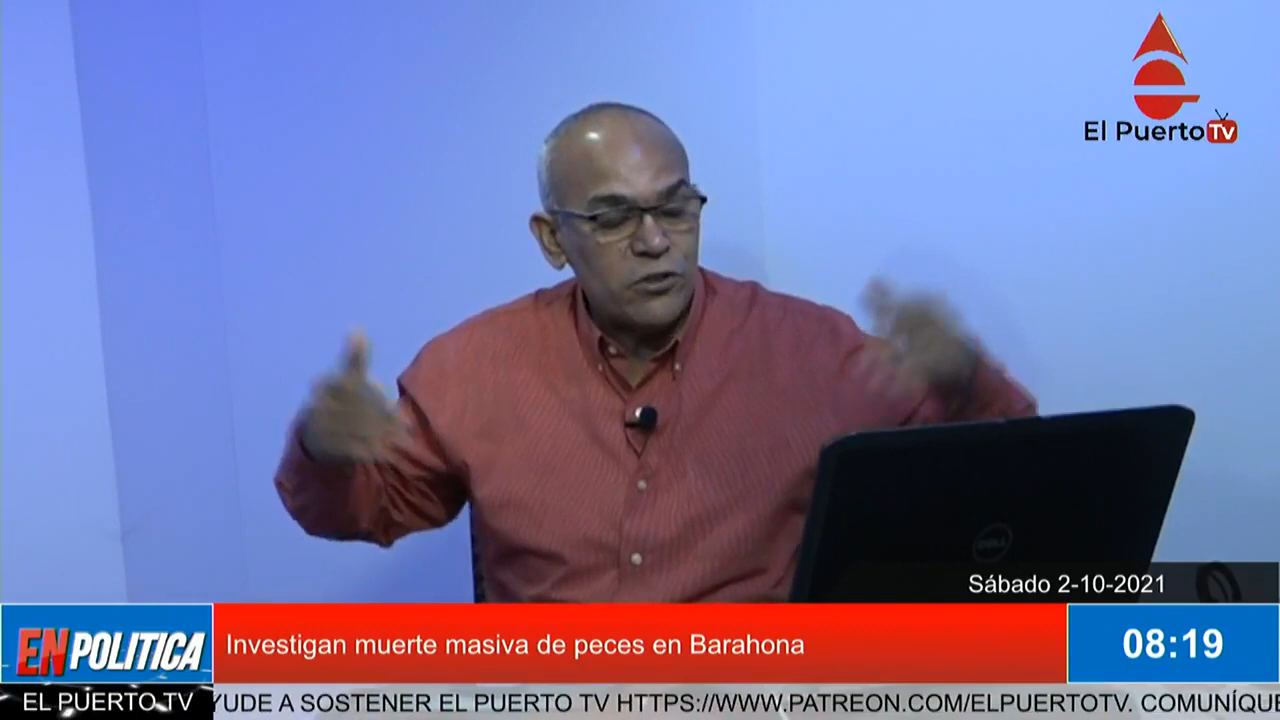 El Puerto TV
DELL
Sábado 2-10-2021
EN POLITICA
Investigan muerte masiva de peces en Barahona
08:19
EL PUERTO TV
YUDE A SOSTENER EL PUERTO TV HTTPS://WWW.PATREON.COM/ELPUERTOTV. COMUNÍQUE